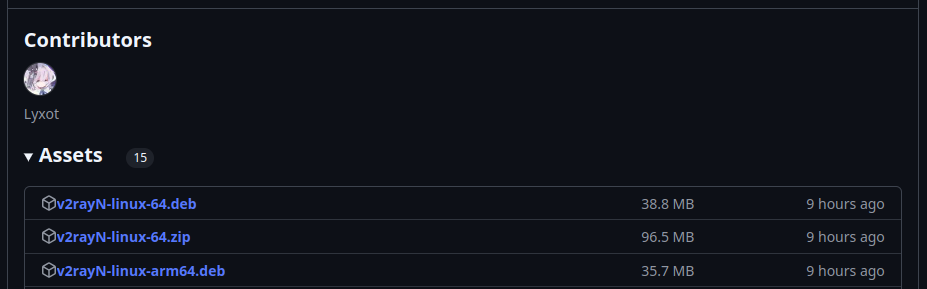 Contributors
Lyxot
Assets 15
v2rayN-linux-64.deb 38.8 MB 9 hours ago
v2rayN-linux-64.zip 96.5 MB 9 hours ago
v2rayN-linux-arm64.deb 35.7 MB 9 hours ago